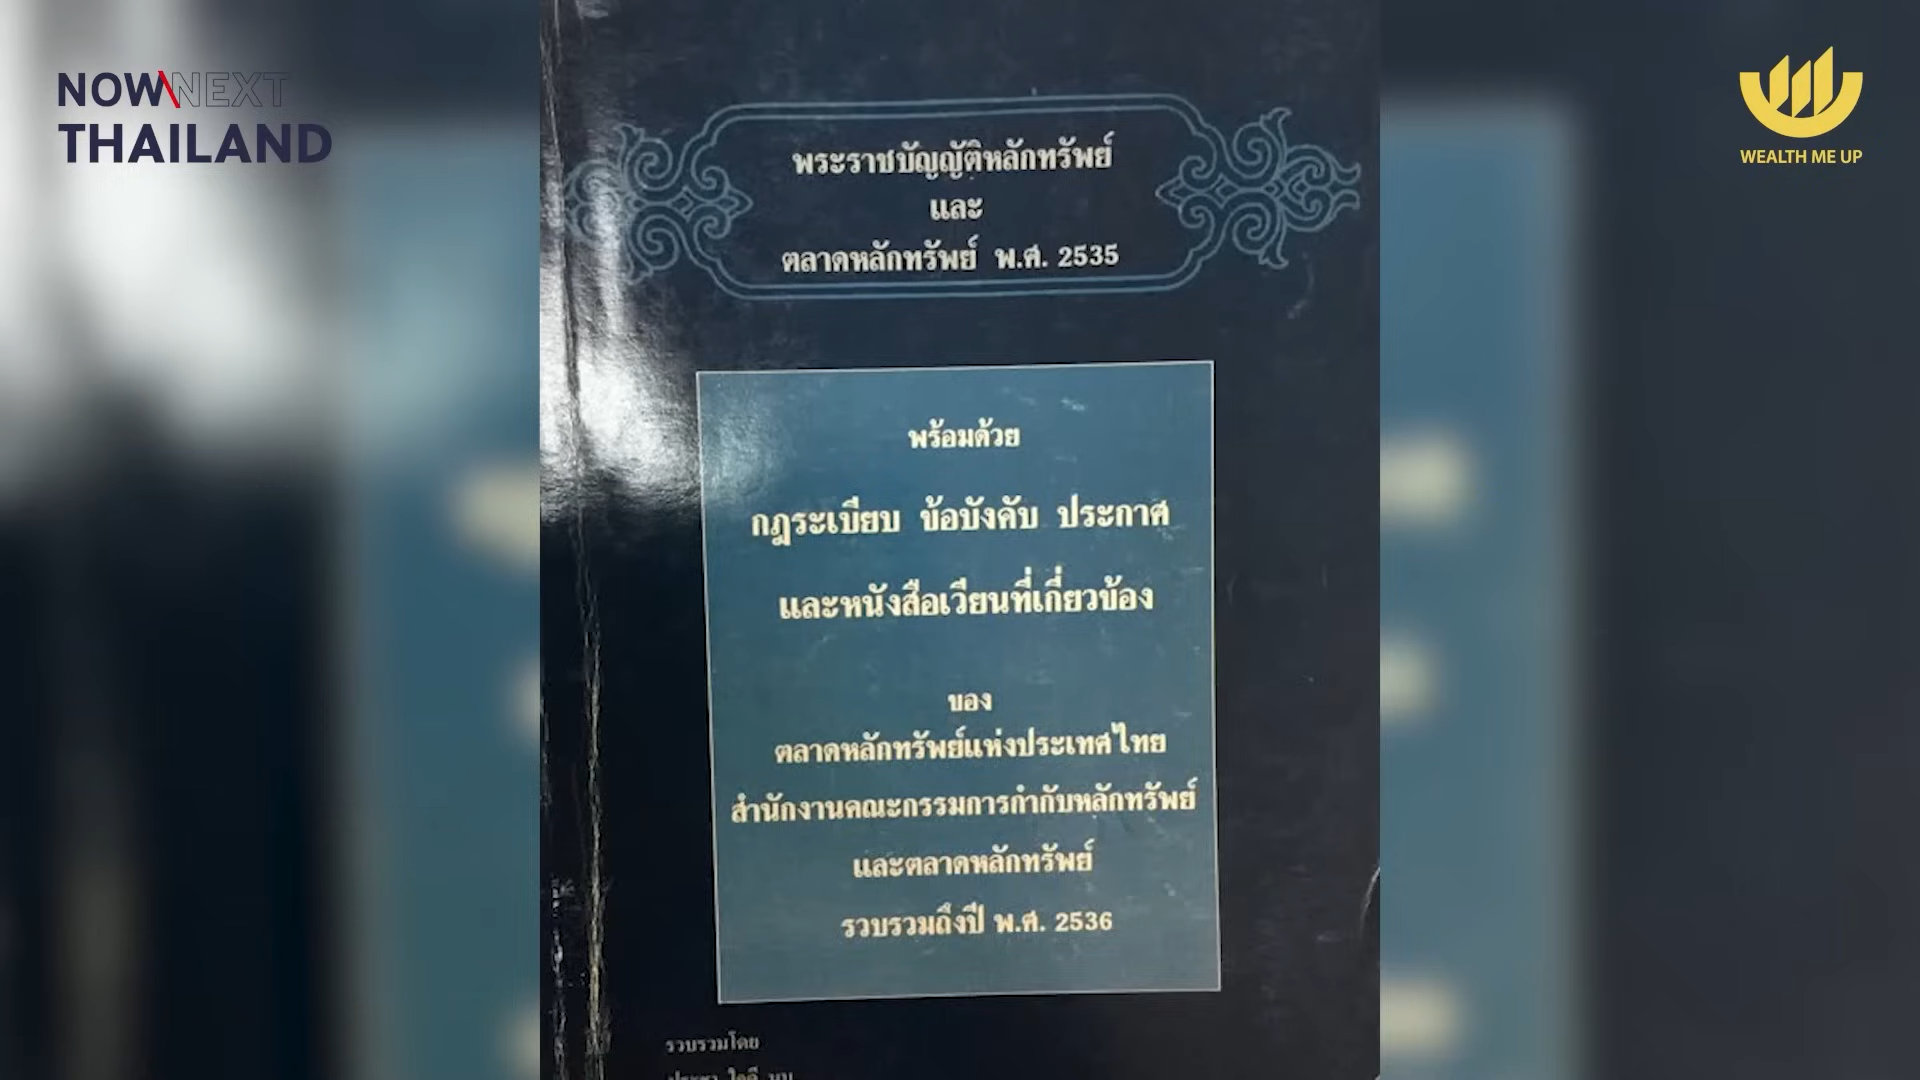 NOW\NEXT
THAILAND
WEALTH ME UP
พระราชบัญญัติหลักทรัพย์
และ
ตลาดหลักทรัพย์ พ.ศ. 2535
พร้อมด้วย
กฎระเบียบ ข้อบังคับ ประกาศ
และหนังสือเวียนที่เกี่ยวข้อง
ของ
ตลาดหลักทรัพย์แห่งประเทศไทย
สำนักงานคณะกรรมการกำกับหลักทรัพย์
และตลาดหลักทรัพย์
รวบรวมถึงปี พ.ศ. 2536
รวบรวมโดย